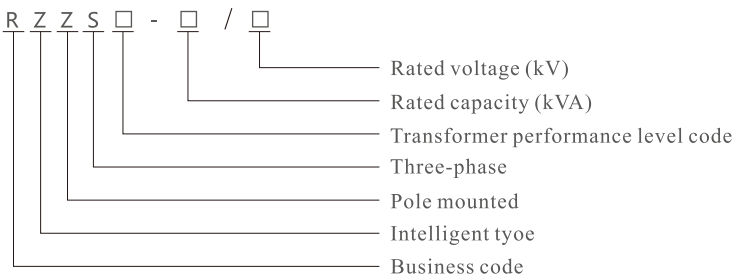 R Z Z S □ - □ / □
Rated voltage (kV)
Rated capacity (kVA)
Transformer performance level code
Three-phase
Pole mounted
Intelligent tyoe
Business code